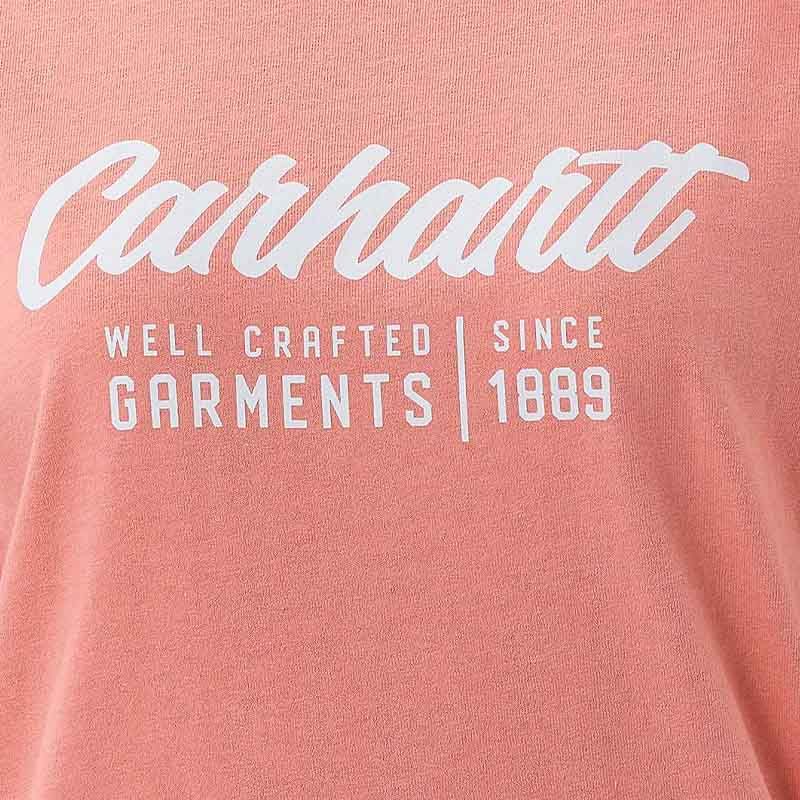 Carhartt
WELL CRAFTED | SINCE
GARMENTS | 1889